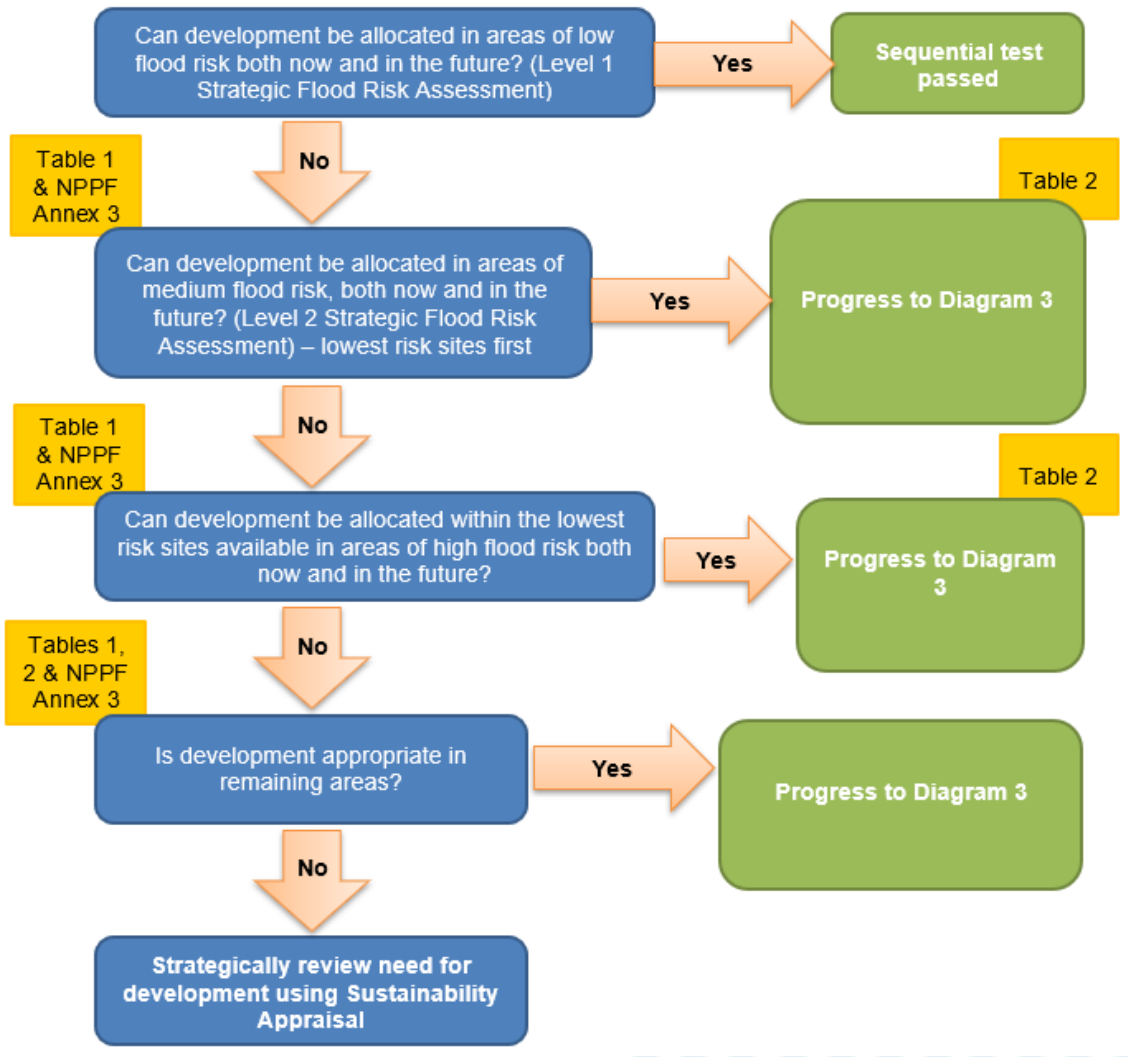 Can development be allocated in areas of low
flood risk both now and in the future? (Level 1
Strategic Flood Risk Assessment)
Yes
Sequential test
passed
No
Table 1
& NPPF
Annex 3
Table 2
Can development be allocated in areas of
medium flood risk, both now and in the
future? (Level 2 Strategic Flood Risk
Assessment) – lowest risk sites first
Yes
Progress to Diagram 3
No
Table 1
& NPPF
Annex 3
Table 2
Can development be allocated within the lowest
risk sites available in areas of high flood risk both
now and in the future?
Yes
Progress to Diagram
3
No
Tables 1,
2 & NPPF
Annex 3
Is development appropriate in
remaining areas?
Yes
Progress to Diagram 3
No
Strategically review need for
development using Sustainability
Appraisal